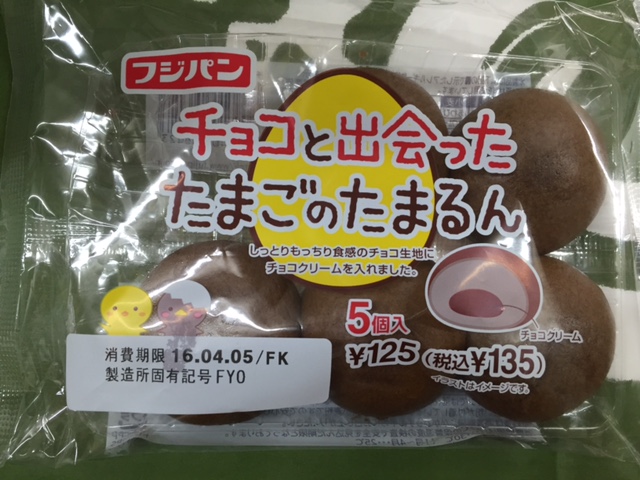 フジパン
チョコと出会った
たまごのたまるん
しっとりもっちり食感のチョコ生地に
チョコクリームを入れました。
チョコクリーム
5個入
¥125 (税込¥135)
イラストはイメージです。
消費期限 16.04.05/FK
製造所固有記号FYO